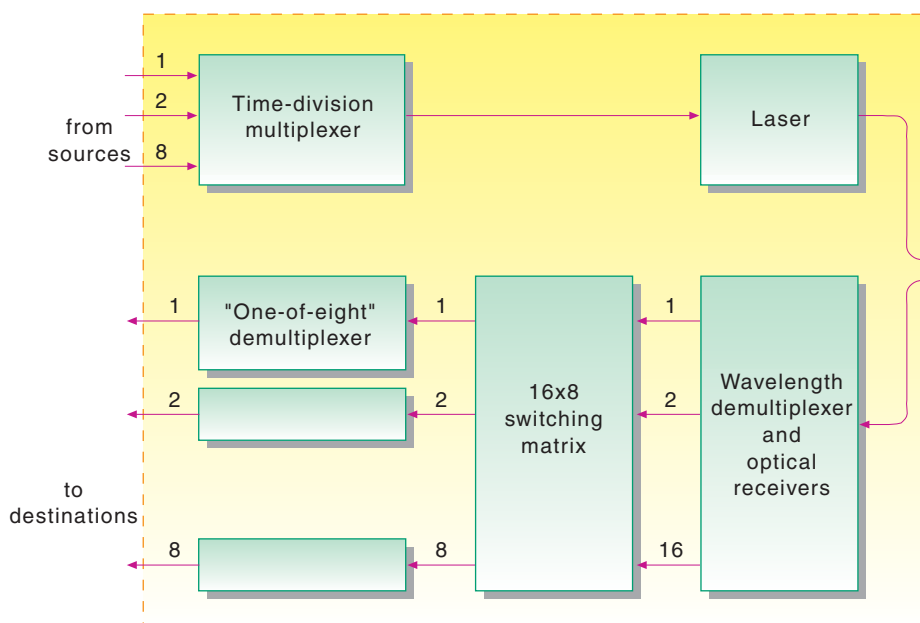 1
Time-division
multiplexer
2
from
sources
8
Laser
1
"One-of-eight"
demultiplexer
1
1
2
2
16x8
switching
matrix
2
Wavelength
demultiplexer
and
optical
receivers
to
destinations
8
8
16